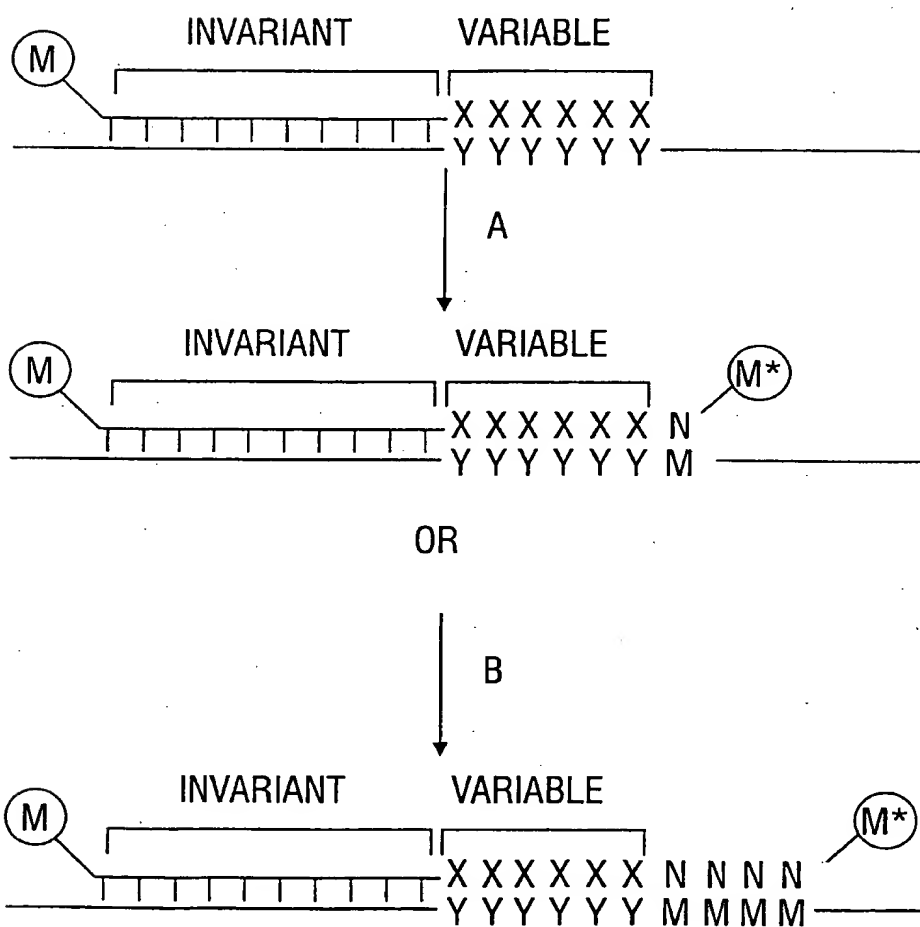 INVARIANT VARIABLE
M
X X X X X X
Y Y Y Y Y Y
A
INVARIANT VARIABLE
M M*
X X X X X X N
Y Y Y Y Y Y M
OR
B
INVARIANT VARIABLE
M M*
X X X X X X N N N N
Y Y Y Y Y Y M M M M